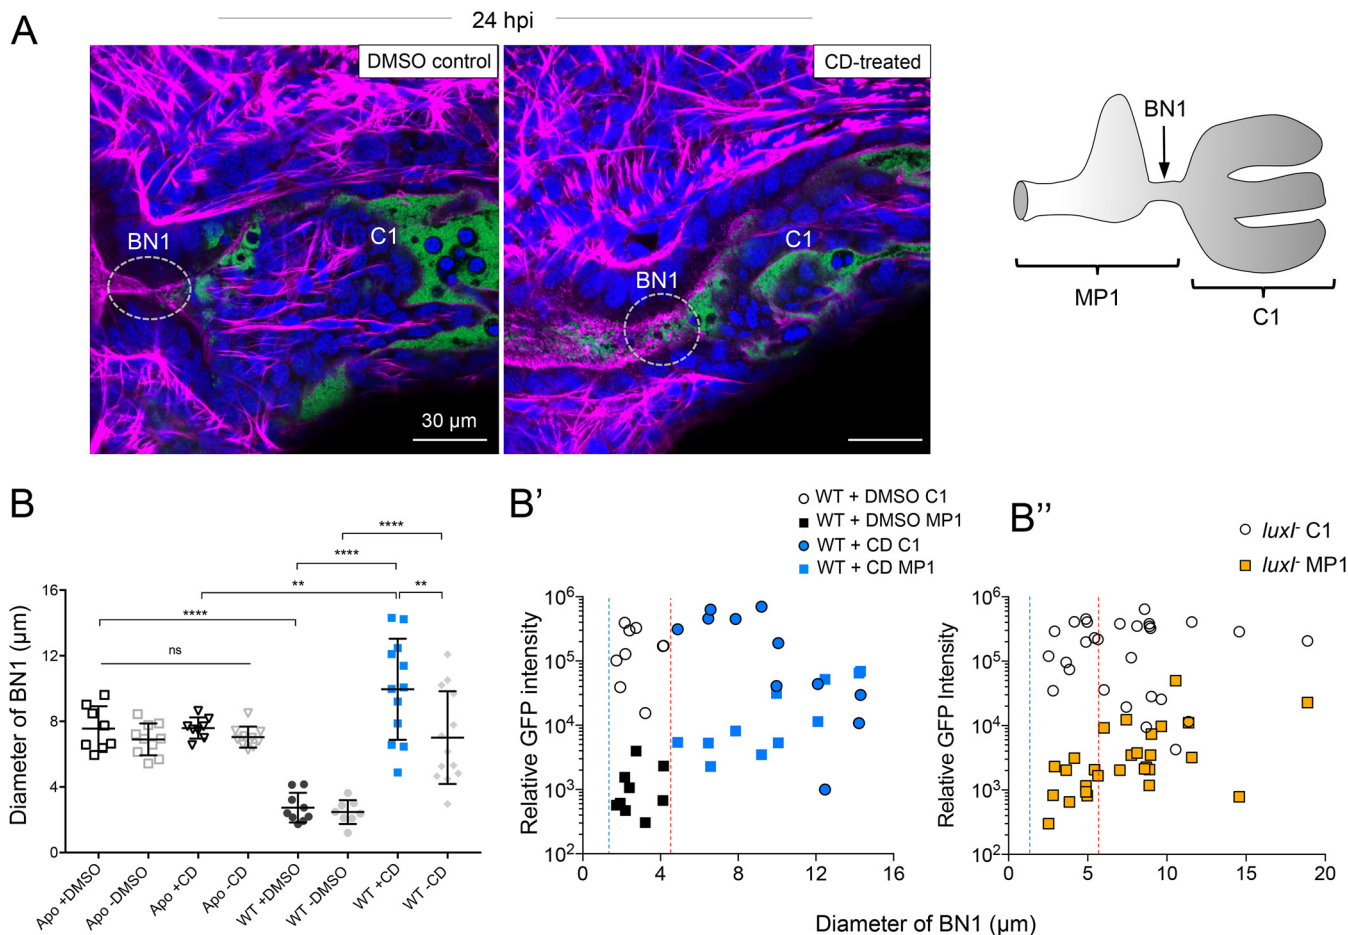 A
24 hpi
DMSO control
CD-treated
BN1
C1
30 µm
BN1
C1
BN1
MP1
C1
B
Diameter of BN1 (µm)
16
12
8
4
0
ns
****
**
****
****
**
Apo +DMSO
Apo -DMSO
Apo +CD
Apo -CD
WT +DMSO
WT -DMSO
WT +CD
WT -CD
B’
WT + DMSO C1
WT + DMSO MP1
WT + CD C1
WT + CD MP1
Relative GFP intensity
10⁶
10⁵
10⁴
10³
10²
0 4 8 12 16
B’’
luxI⁻ C1
luxI⁻ MP1
Relative GFP Intensity
10⁶
10⁵
10⁴
10³
10²
0 5 10 15 20
Diameter of BN1 (µm)